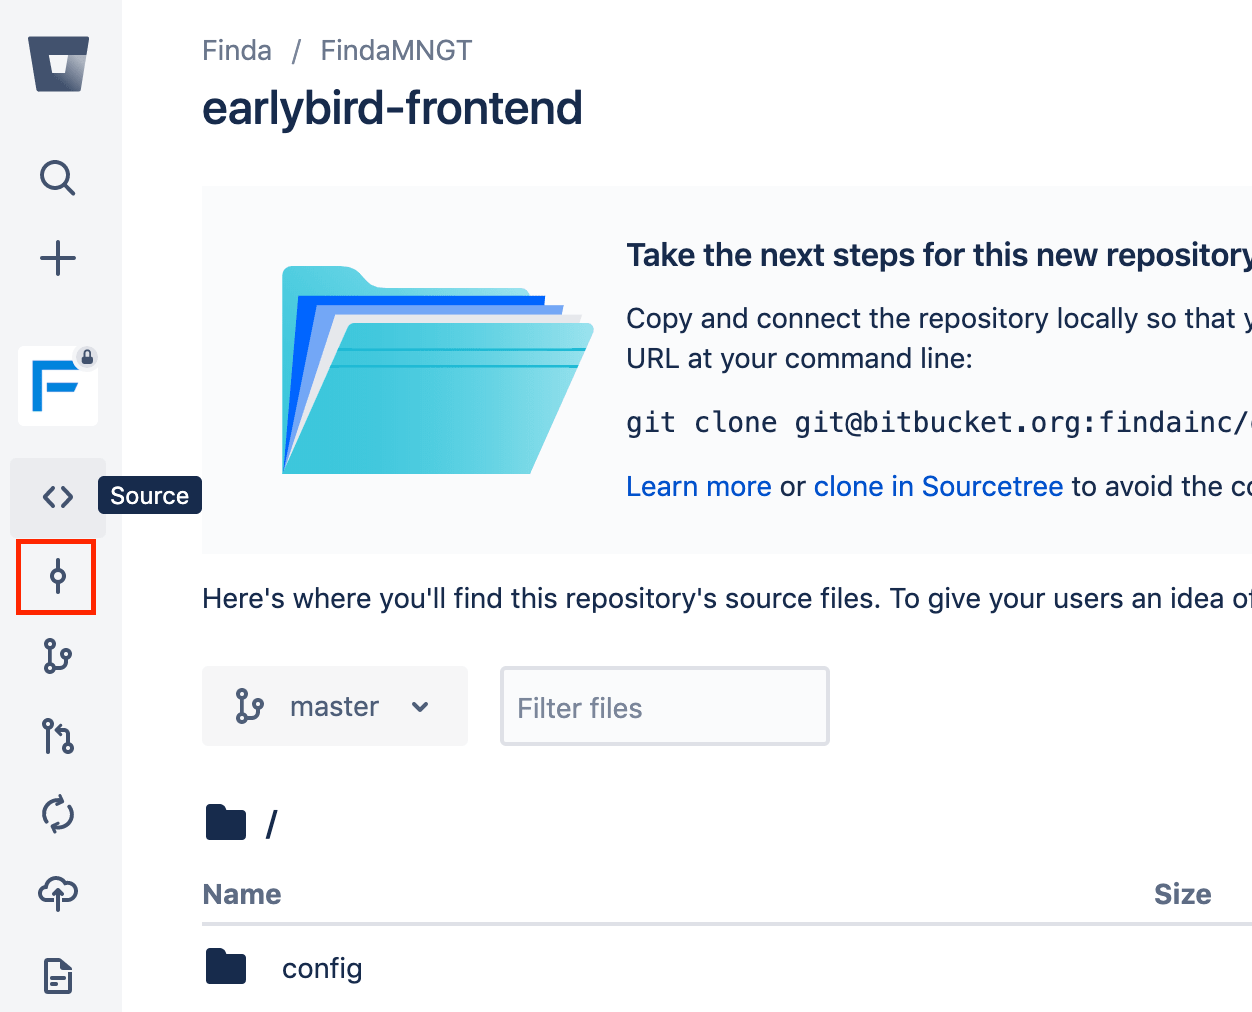 Finda / FindaMNGT
earlybird-frontend
Take the next steps for this new repository
Copy and connect the repository locally so that
URL at your command line:
git clone git@bitbucket.org:findainc/
Learn more or clone in Sourcetree to avoid the
Source
Here's where you'll find this repository's source files. To give your users an idea of
master
Filter files
/
Name Size
config